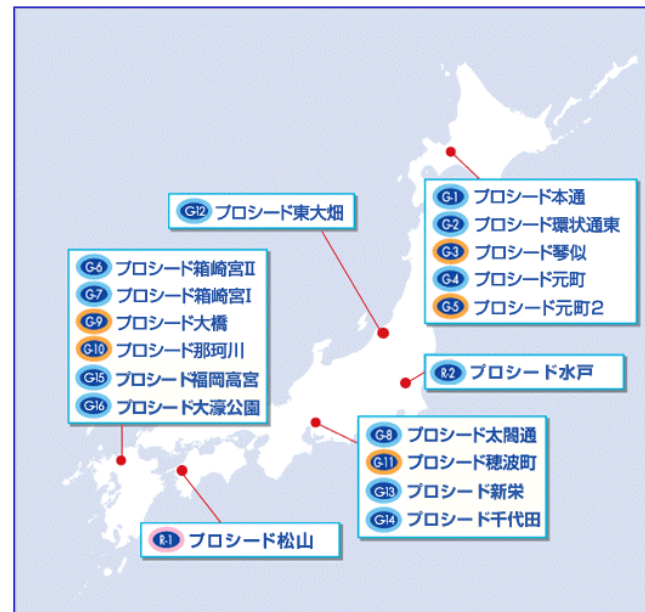 G-12 プロシード東大畑
G-1 プロシード本通
G-2 プロシード環状通東
G-3 プロシード琴似
G-4 プロシード元町
G-5 プロシード元町2
G-6 プロシード箱崎宮II
G-7 プロシード箱崎宮I
G-9 プロシード大橋
G-10 プロシード那珂川
G-15 プロシード福岡高宮
G-16 プロシード大濠公園
R-2 プロシード水戸
G-8 プロシード太閤通
G-11 プロシード穂波町
G-13 プロシード新栄
G-14 プロシード千代田
R-1 プロシード松山